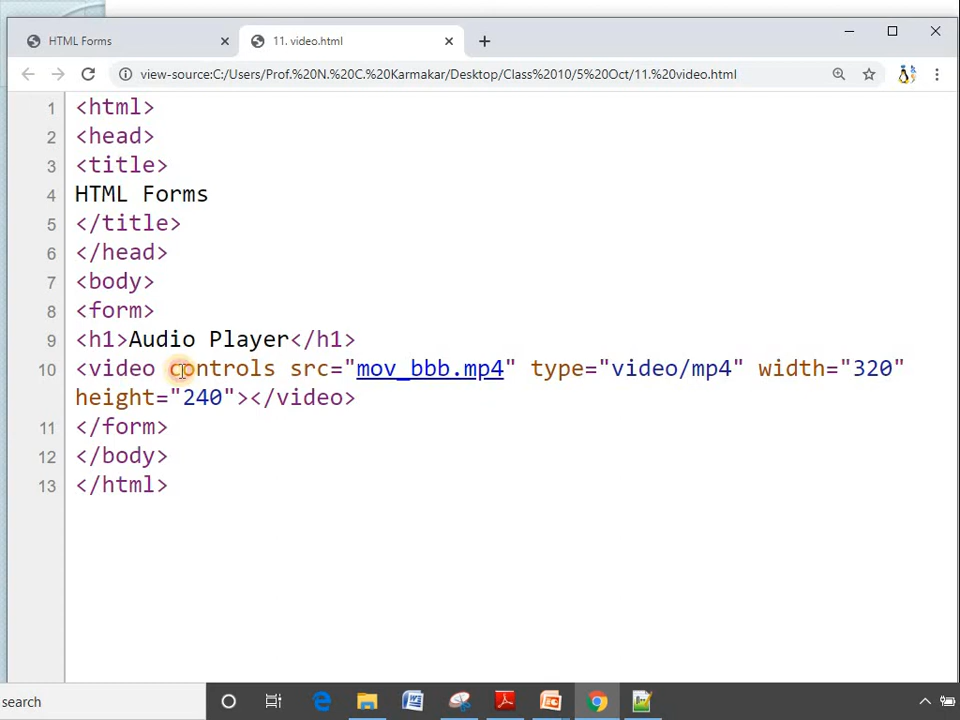 HTML Forms
11. video.html
view-source:C:/Users/Prof.%20N.%20C.%20Karmakar/Desktop/Class%2010/5%20Oct/11.%20video.html
1 <html>
2 <head>
3 <title>
4 HTML Forms
5 </title>
6 </head>
7 <body>
8 <form>
9 <h1>Audio Player</h1>
10 <video controls src="mov_bbb.mp4" type="video/mp4" width="320"
height="240"></video>
11 </form>
12 </body>
13 </html>
search